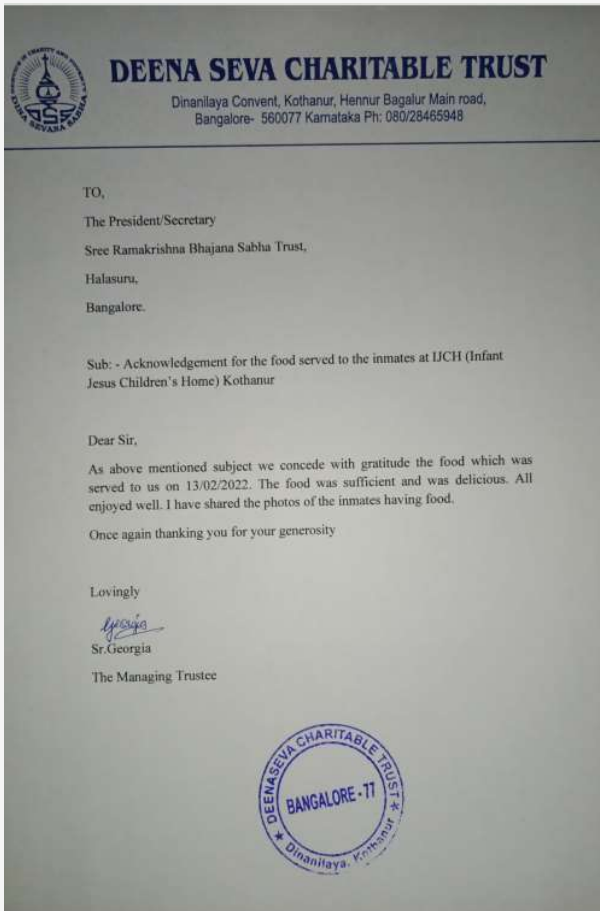 DEENA SEVA CHARITABLE TRUST
Dinanilaya Convent, Kothanur, Hennur Bagalur Main road,
Bangalore- 560077 Karnataka Ph: 080/28465948
DINA SEVANA SABHA
TO,
The President/Secretary
Sree Ramakrishna Bhajana Sabha Trust,
Halasuru,
Bangalore.
Sub: - Acknowledgement for the food served to the inmates at IJCH (Infant
Jesus Children's Home) Kothanur
Dear Sir,
As above mentioned subject we concede with gratitude the food which was
served to us on 13/02/2022. The food was sufficient and was delicious. All
enjoyed well. I have shared the photos of the inmates having food.
Once again thanking you for your generosity
Lovingly
Georgia
Sr.Georgia
The Managing Trustee
DEENASEVA CHARITABLE TRUST
BANGALORE - 77
Dinanilaya, Kothanur